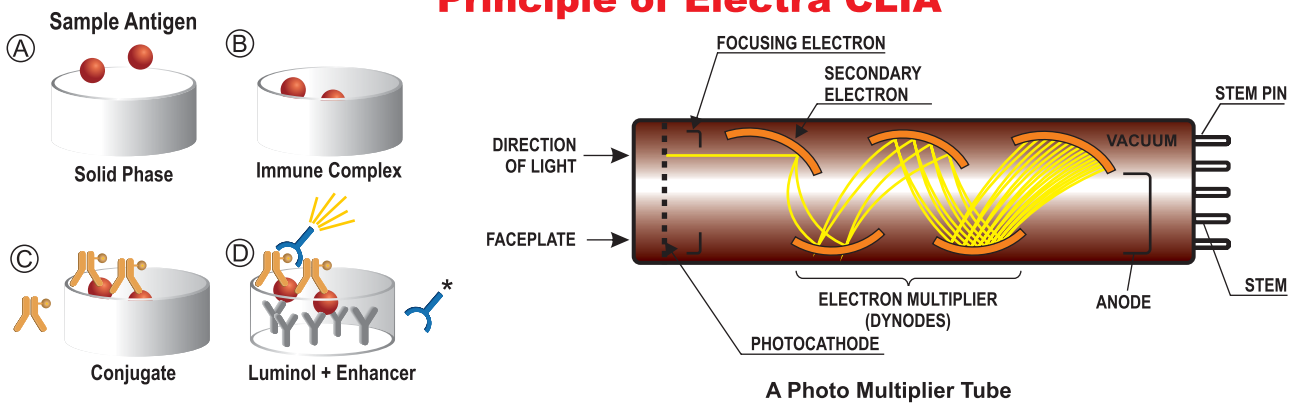 Principle of Electra CLIA
Sample Antigen
A
B
Solid Phase
Immune Complex
C
D
*
Conjugate
Luminol + Enhancer
FOCUSING ELECTRON
SECONDARY
ELECTRON
STEM PIN
DIRECTION
OF LIGHT
VACUUM
FACEPLATE
ELECTRON MULTIPLIER
(DYNODES)
ANODE
STEM
PHOTOCATHODE
A Photo Multiplier Tube